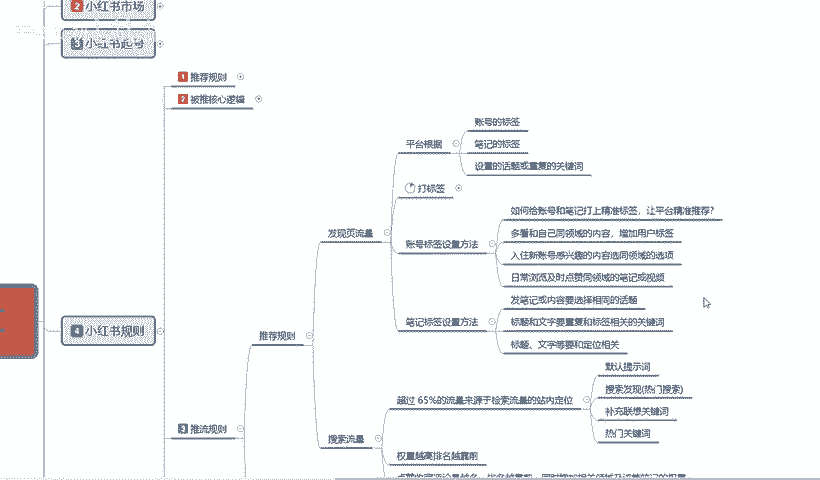 2 小红书市场
3 小红书起号
1 推荐规则
2 被推核心逻辑
账号的标签
平台根据
笔记的标签
设置的话题或重复的关键词
打标签
如何给账号和笔记打上精准标签，让平台精准推荐？
发现页流量
多看和自己同领域的内容，增加用户标签
账号标签设置方法
入住新账号感兴趣的内容选同领域的选项
日常浏览及时点赞同领域的笔记或视频
发笔记或内容要选择相同的话题
笔记标签设置方法
标题和文字要重复和标签相关的关键词
4 小红书规则
推荐规则
标题、文字等要和定位相关
默认提示词
搜索发现(热门搜索)
超过 65%的流量来源于检索流量的站内定位
补充联想关键词
3 推流规则
热门关键词
搜索流量
权重越高排名越靠前